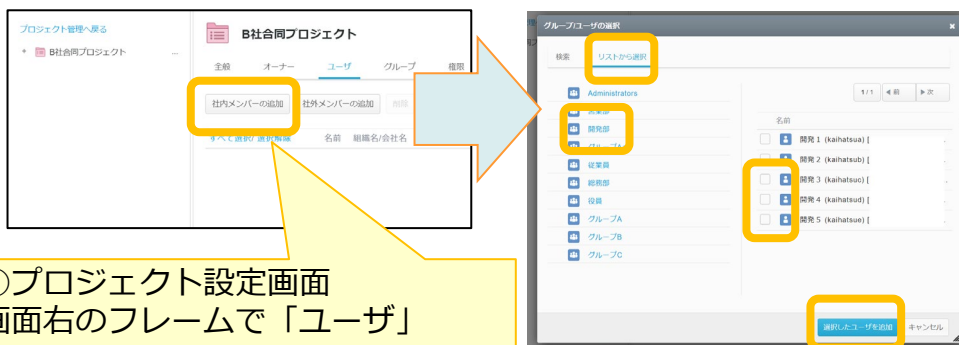 プロジェクト管理へ戻る
B社合同プロジェクト ...
B社合同プロジェクト
全般 オーナー ユーザ グループ 権限
社内メンバーの追加 社外メンバーの追加 削除
すべて選択/ 選択解除 名前 組織名/会社名
プロジェクト設定画面
画面右のフレームで「ユーザ」
グループ/ユーザの選択 ×
検索 リストから選択
Administrators
営業部
開発部
グループA
従業員
総務部
役員
グループA
グループB
グループC
1/1 ◀前 ▶次
名前
開発 1 (kaihatsua) [
開発 2 (kaihatsub) [
開発 3 (kaihatsuc) [
開発 4 (kaihatsud) [
開発 5 (kaihatsue) [
選択したユーザを追加 キャンセル